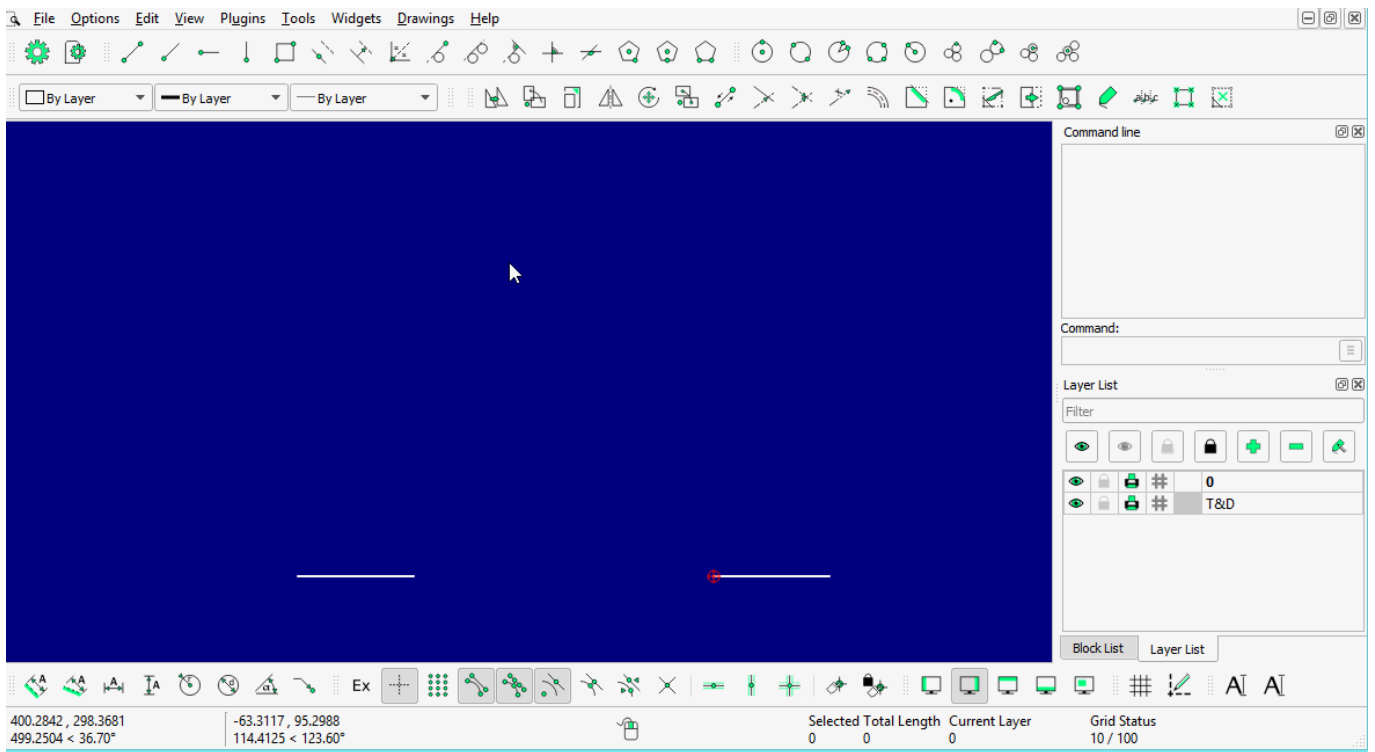 File Options Edit View Plugins Tools Widgets Drawings Help
By Layer By Layer By Layer
Command line
Command:
Layer List
Filter
0
T&D
Block List Layer List
Ex
400.2842 , 298.3681 -63.3117 , 95.2988 Selected Total Length Current Layer Grid Status
499.2504 < 36.70° 114.4125 < 123.60° 0 0 0 10 / 100